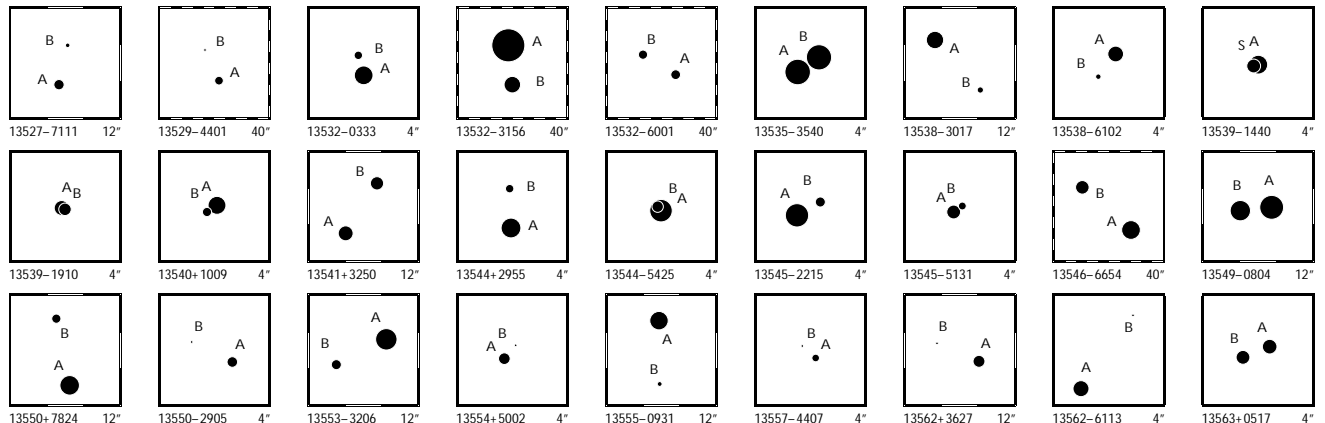 B
A
13527–7111 12"
B
A
13529–4401 40"
B
A
13532–0333 4"
A
B
13532–3156 40"
B
A
13532–6001 40"
B
A
13535–3540 4"
A
B
13538–3017 12"
A
B
13538–6102 4"
S A
13539–1440 4"
A B
13539–1910 4"
B A
13540+1009 4"
B
A
13541+3250 12"
B
A
13544+2955 4"
B
A
13544–5425 4"
B
A
13545–2215 4"
B
A
13545–5131 4"
B
A
13546–6654 40"
B A
13549–0804 12"
B
A
13550+7824 12"
B
A
13550–2905 4"
A
B
13553–3206 12"
B
A
13554+5002 4"
A
B
13555–0931 12"
B
A
13557–4407 4"
B
A
13562+3627 12"
B
A
13562–6113 4"
B A
13563+0517 4"